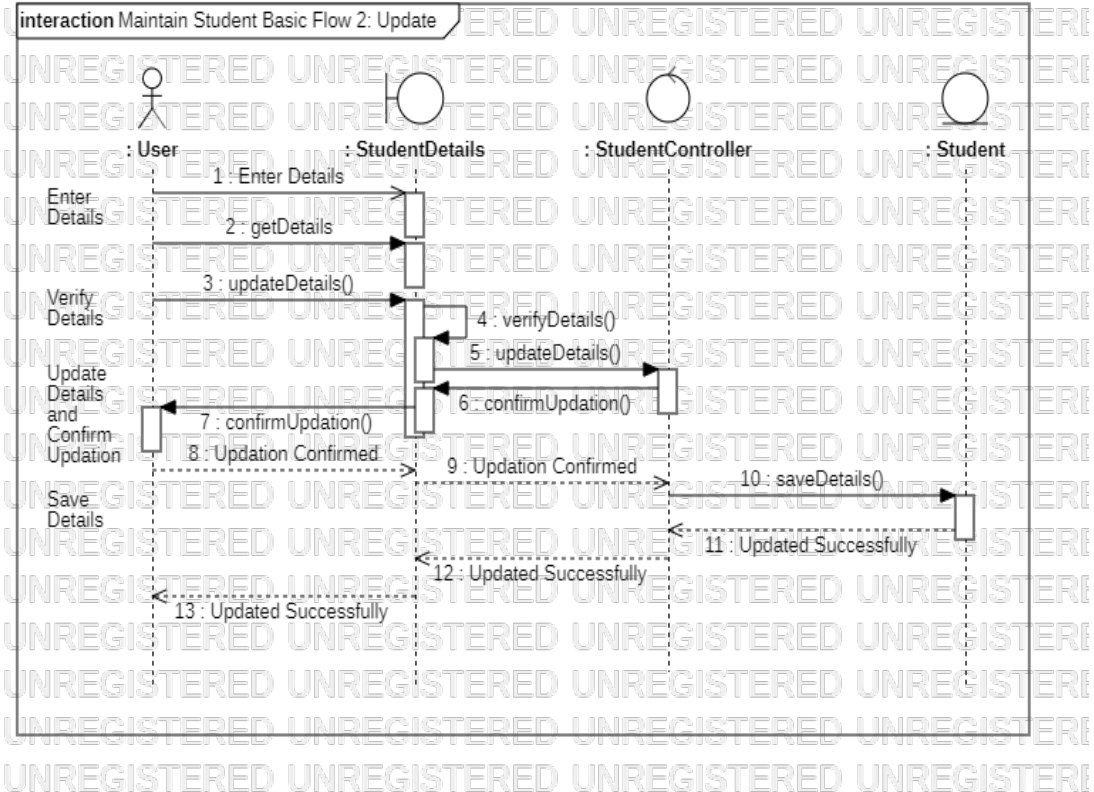 interaction Maintain Student Basic Flow 2: Update
: User
: StudentDetails
: StudentController
: Student
1 : Enter Details
Enter
Details
2 : getDetails
3 : updateDetails()
Verify
Details
4 : verifyDetails()
5 : updateDetails()
Update
Details
and
Confirm
Updation
6 : confirmUpdation()
7 : confirmUpdation()
8 : Updation Confirmed
9 : Updation Confirmed
10 : saveDetails()
Save
Details
11 : Updated Successfully
12 : Updated Successfully
13 : Updated Successfully
UNREGISTERED UNREGISTERED UNREGISTERED UNREGISTERED